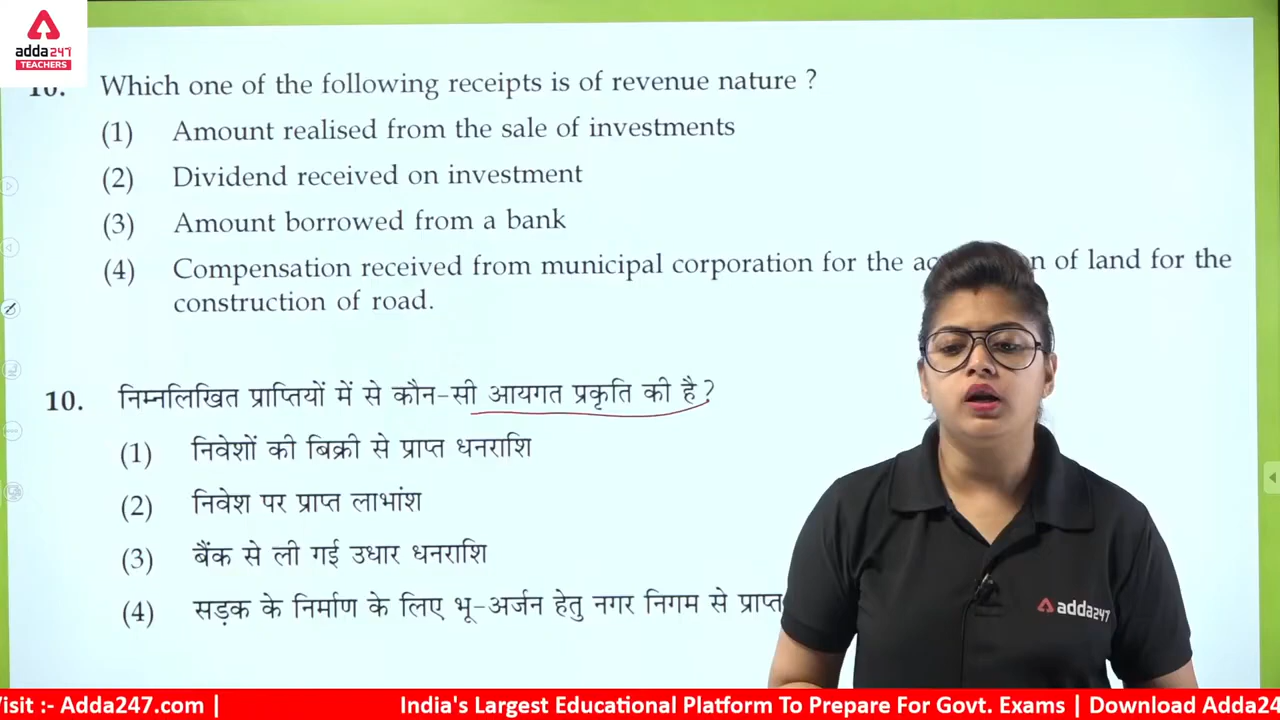 adda247
TEACHERS
10. Which one of the following receipts is of revenue nature ?
(1) Amount realised from the sale of investments
(2) Dividend received on investment
(3) Amount borrowed from a bank
(4) Compensation received from municipal corporation for the of land for the
construction of road.
10. निम्नलिखित प्राप्तियों में से कौन-सी आयगत प्रकृति की है ?
(1) निवेशों की बिक्री से प्राप्त धनराशि
(2) निवेश पर प्राप्त लाभांश
(3) बैंक से ली गई उधार धनराशि
(4) सड़क के निर्माण के लिए भू-अर्जन हेतु नगर निगम से प्राप्त
adda247
Visit :- Adda247.com | India's Largest Educational Platform To Prepare For Govt. Exams | Download Adda24